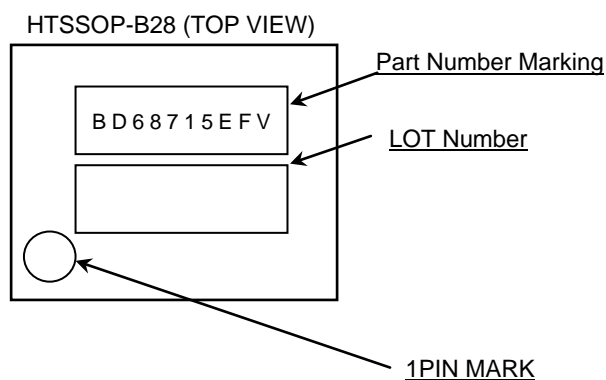 HTSSOP-B28 (TOP VIEW)
Part Number Marking
BD68715EFV
LOT Number
1PIN MARK